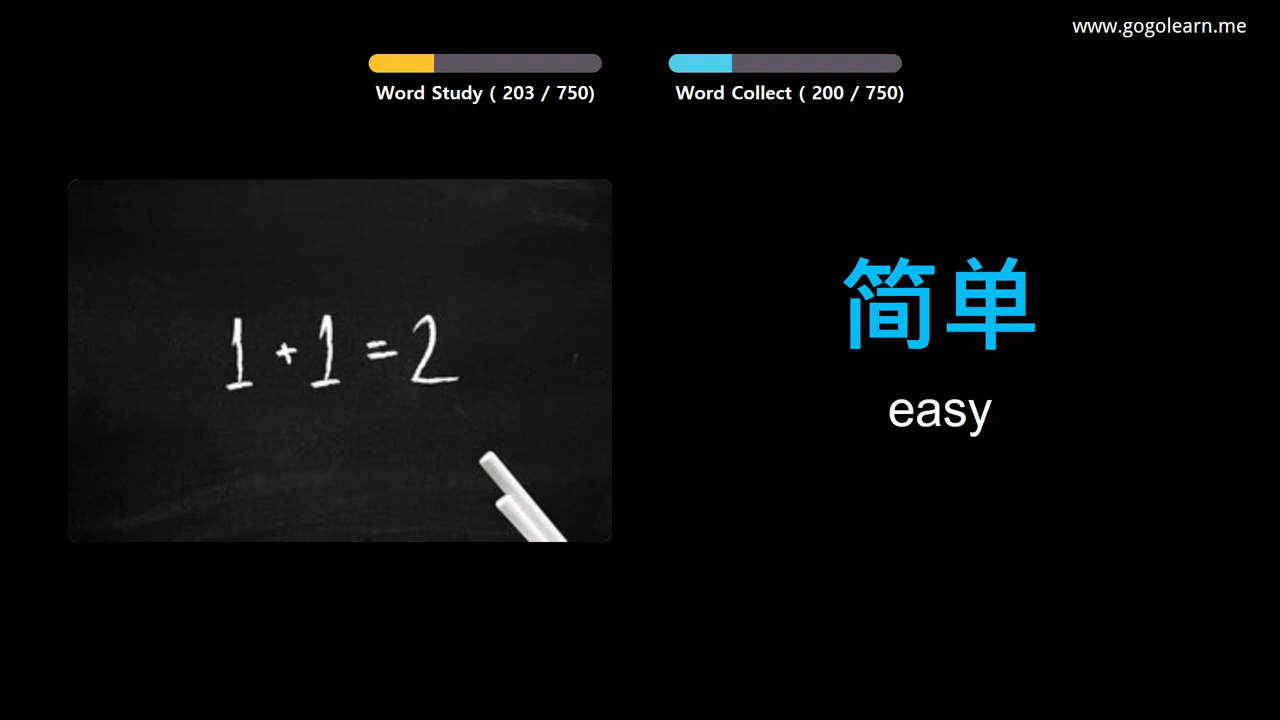 www.gogolearn.me
Word Study ( 203 / 750)
Word Collect ( 200 / 750)
1 + 1 = 2
简单
easy